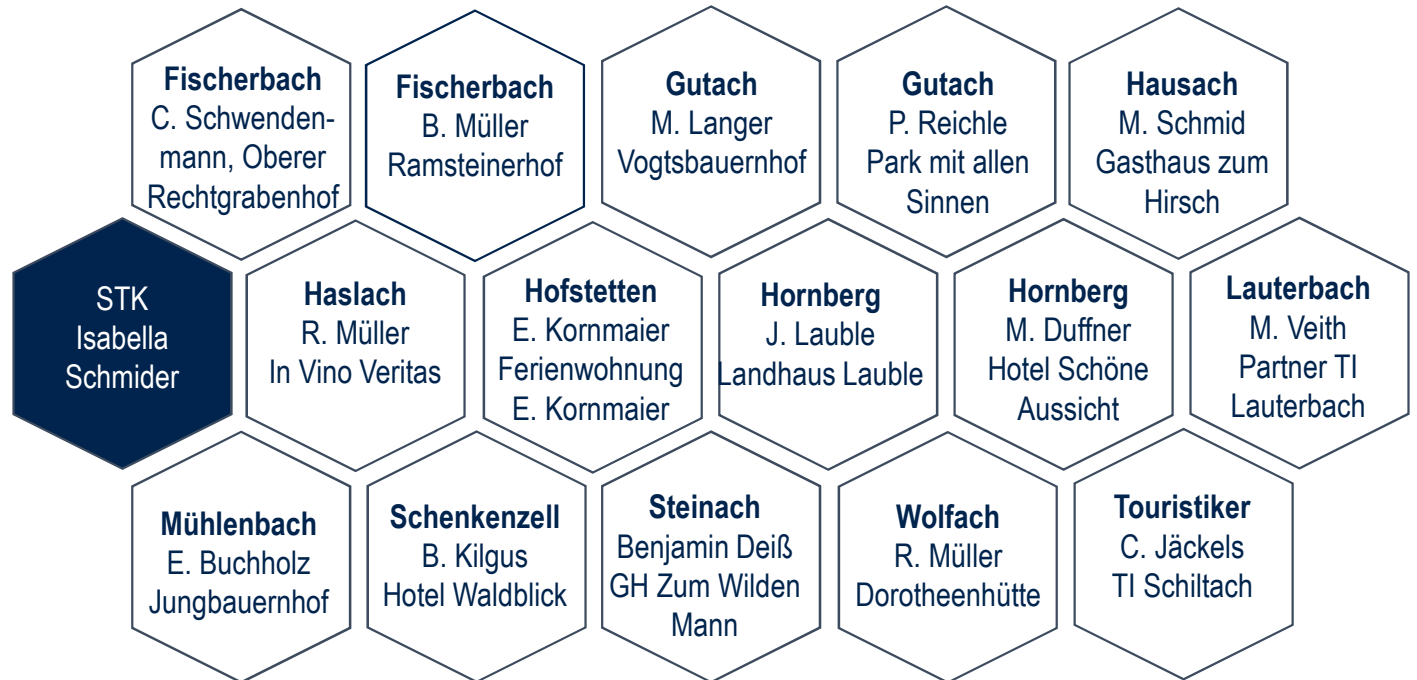 Fischerbach
C. Schwenden-
mann, Oberer
Rechtgrabenhof
Fischerbach
B. Müller
Ramsteinerhof
Gutach
M. Langer
Vogtsbauernhof
Gutach
P. Reichle
Park mit allen
Sinnen
Hausach
M. Schmid
Gasthaus zum
Hirsch
STK
Isabella
Schmider
Haslach
R. Müller
In Vino Veritas
Hofstetten
E. Kornmaier
Ferienwohnung
E. Kornmaier
Hornberg
J. Lauble
Landhaus Lauble
Hornberg
M. Duffner
Hotel Schöne
Aussicht
Lauterbach
M. Veith
Partner TI
Lauterbach
Mühlenbach
E. Buchholz
Jungbauernhof
Schenkenzell
B. Kilgus
Hotel Waldblick
Steinach
Benjamin Deiß
GH Zum Wilden
Mann
Wolfach
R. Müller
Dorotheenhütte
Touristiker
C. Jäckels
TI Schiltach